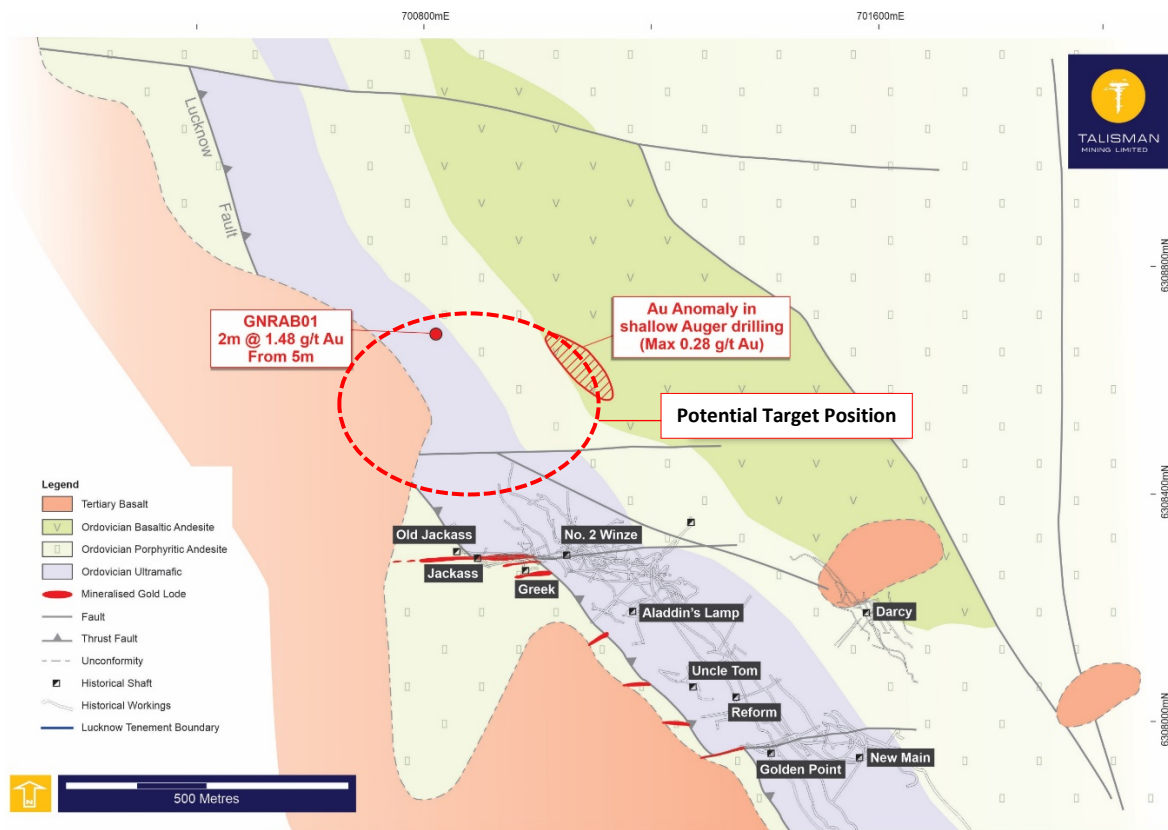 700800mE
701600mE
TALISMAN
MINING LIMITED
Lucknow
Fault
6308800mN
GNRAB01
2m @ 1.48 g/t Au
From 5m
Au Anomaly in
shallow Auger drilling
(Max 0.28 g/t Au)
Potential Target Position
6308400mN
Legend
Tertiary Basalt
V Ordovician Basaltic Andesite
Ordovician Porphyritic Andesite
Ordovician Ultramafic
Mineralised Gold Lode
Fault
Thrust Fault
Unconformity
Historical Shaft
Historical Workings
Lucknow Tenement Boundary
Old Jackass
No. 2 Winze
Jackass
Greek
Aladdin's Lamp
Darcy
Uncle Tom
Reform
6308000mN
Golden Point
New Main
N
500 Metres